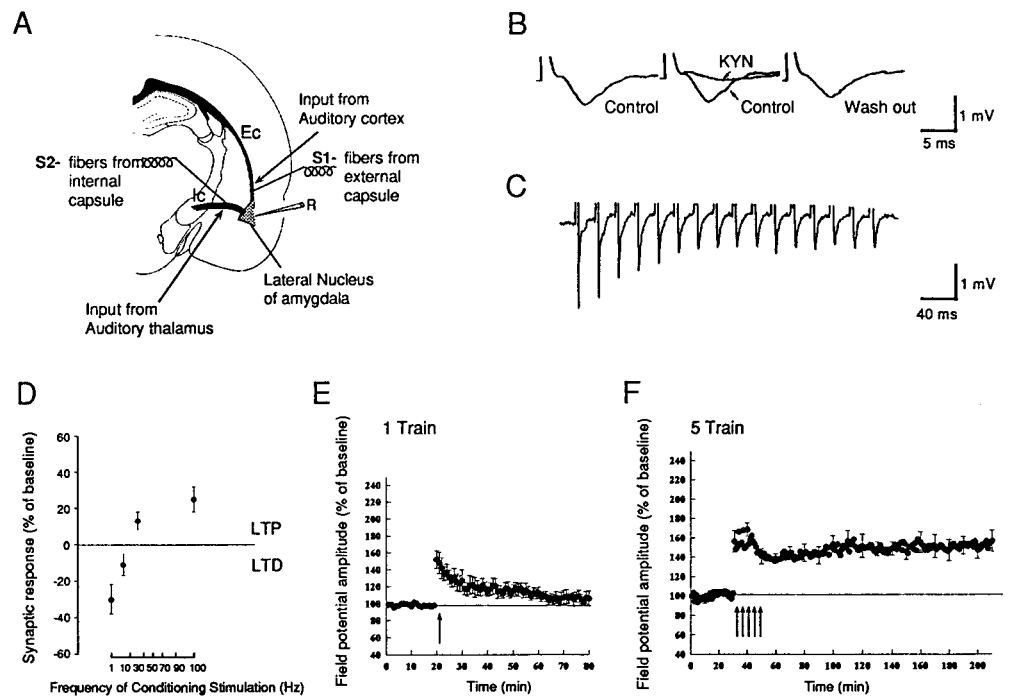 A
Input from
Auditory cortex
Ec
S2- fibers from
internal
capsule
S1- fibers from
external
capsule
Ic
R
Lateral Nucleus
of amygdala
Input from
Auditory thalamus
B
KYN
Control
Control
Wash out
1 mV
5 ms
C
1 mV
40 ms
D
Synaptic response (% of baseline)
60
40
20
0
-20
-40
-60
LTP
LTD
1 10 30 50 70 90 100
Frequency of Conditioning Stimulation (Hz)
E
1 Train
Field potential amplitude (% of baseline)
240
220
200
180
160
140
120
100
80
60
40
0 10 20 30 40 50 60 70 80
Time (min)
F
5 Train
Field potential amplitude (% of baseline)
240
220
200
180
160
140
120
100
80
60
40
0 20 40 60 80 100 120 140 160 180 200
Time (min)